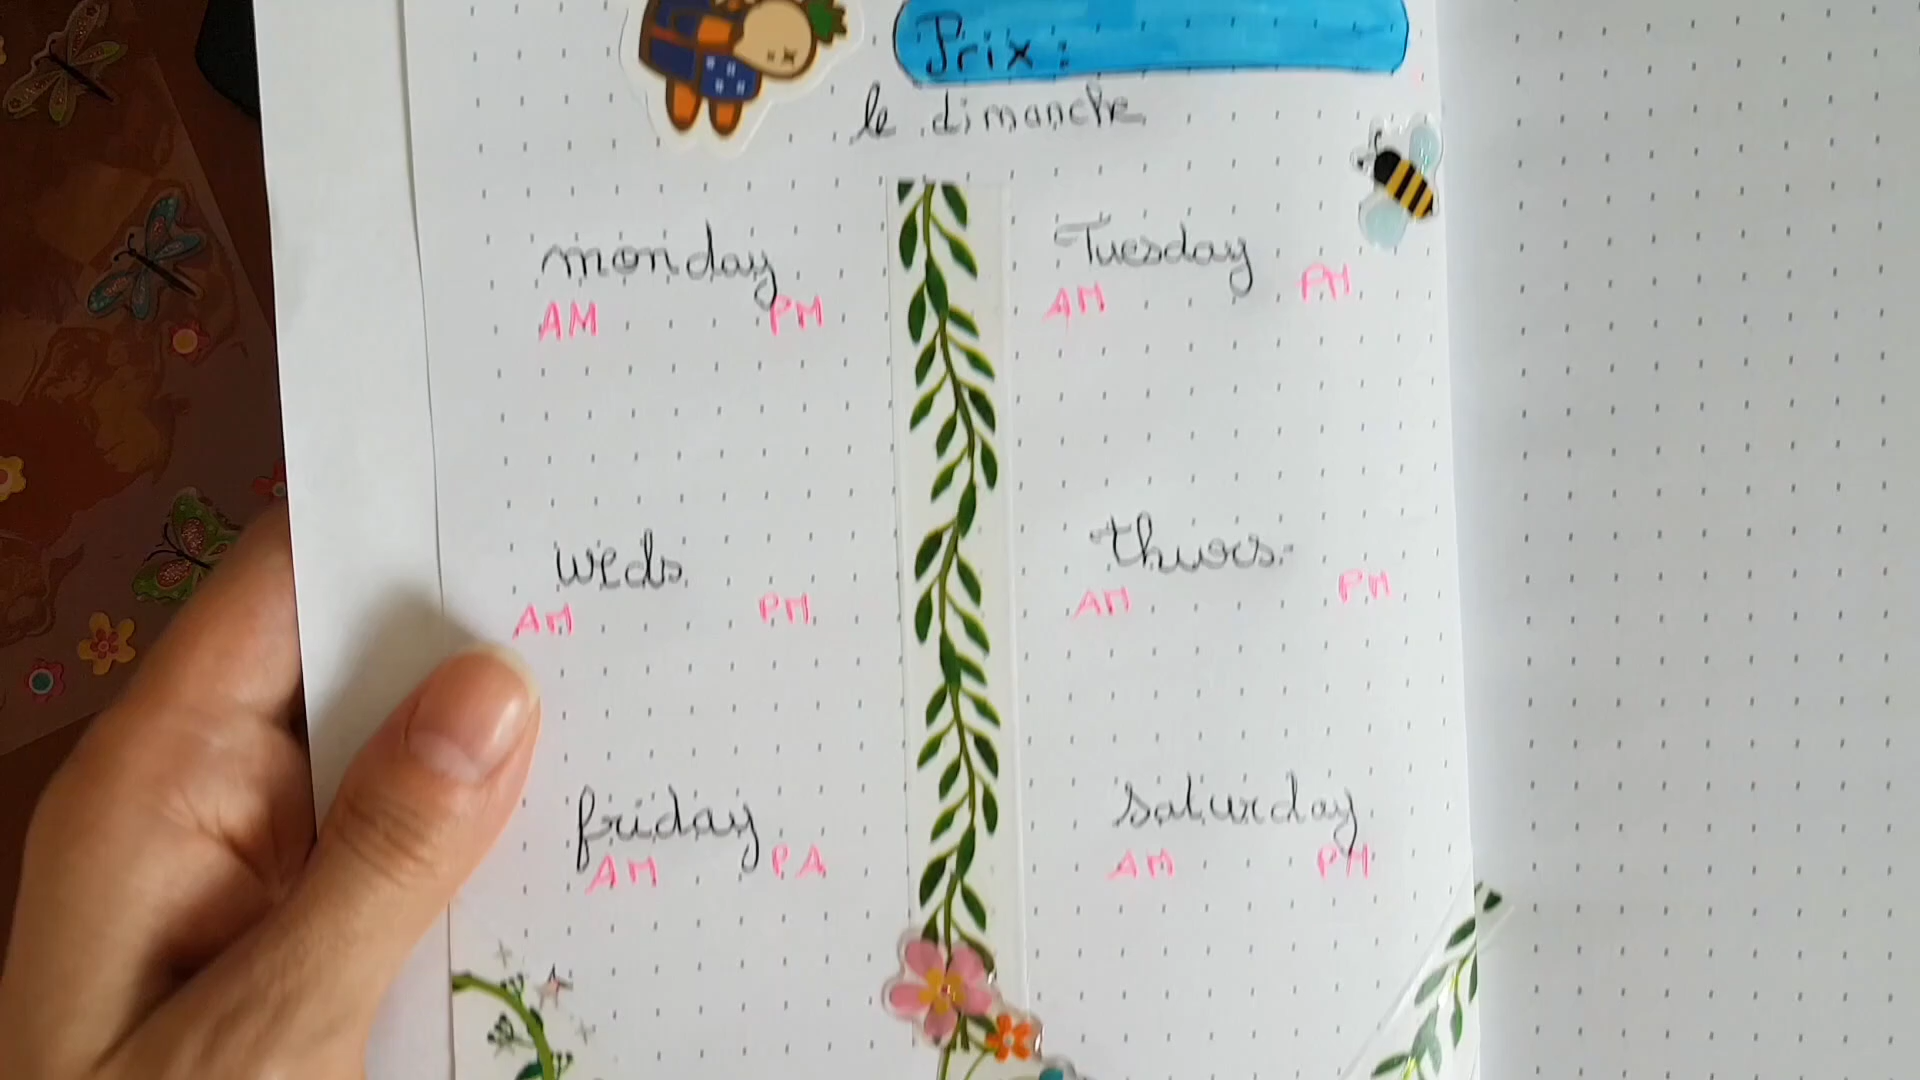 Prix :
le dimanche
monday
AM PM
Tuesday
AM PM
weds
AM PM
thurs.
AM PM
friday
AM PA
saturday
AM PM